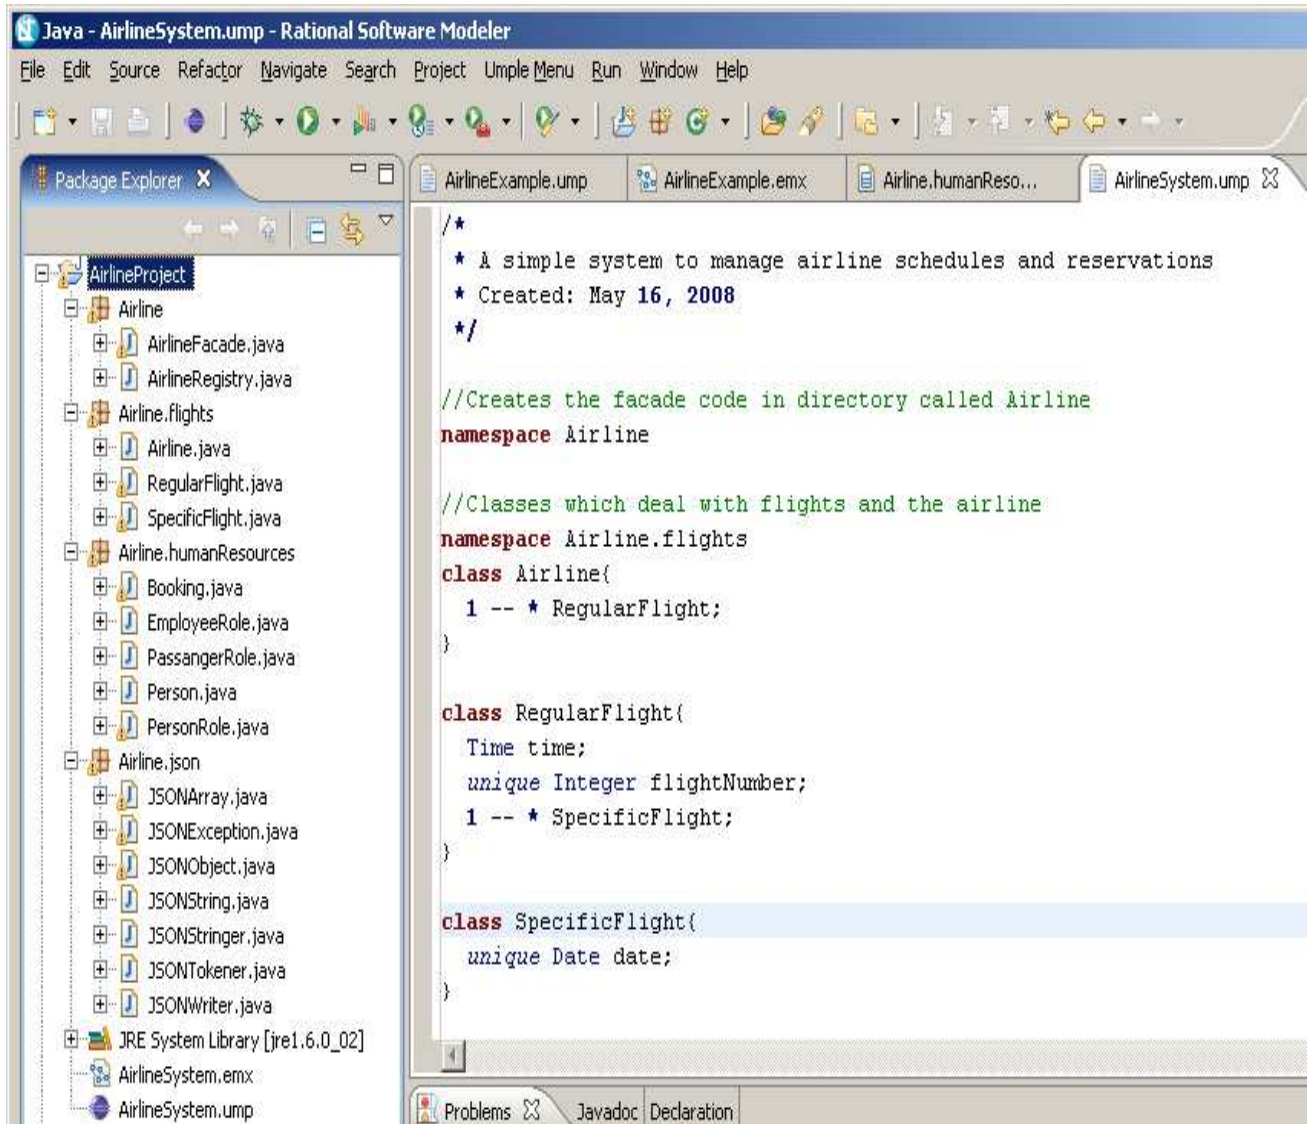 Java - AirlineSystem.ump - Rational Software Modeler
File Edit Source Refactor Navigate Search Project Umple Menu Run Window Help
Package Explorer
AirlineProject
Airline
AirlineFacade.java
AirlineRegistry.java
Airline.flights
Airline.java
RegularFlight.java
SpecificFlight.java
Airline.humanResources
Booking.java
EmployeeRole.java
PassangerRole.java
Person.java
PersonRole.java
Airline.json
JSONArray.java
JSONException.java
JSONObject.java
JSONString.java
JSONStringer.java
JSONTokener.java
JSONWriter.java
JRE System Library [jre1.6.0_02]
AirlineSystem.emx
AirlineSystem.ump
AirlineExample.ump AirlineExample.emx Airline.humanReso... AirlineSystem.ump
/*
* A simple system to manage airline schedules and reservations
* Created: May 16, 2008
*/
//Creates the facade code in directory called Airline
namespace Airline
//Classes which deal with flights and the airline
namespace Airline.flights
class Airline{
1 -- * RegularFlight;
}
class RegularFlight{
Time time;
unique Integer flightNumber;
1 -- * SpecificFlight;
}
class SpecificFlight{
unique Date date;
}
Problems Javadoc Declaration